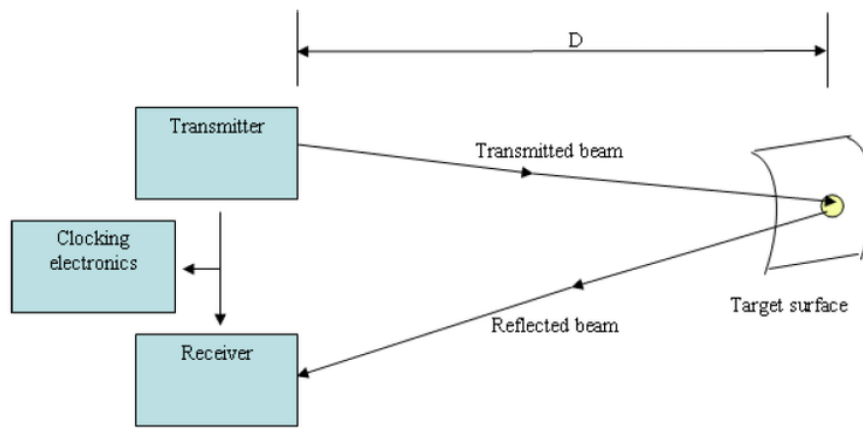 D
Transmitter
Transmitted beam
Clocking
electronics
Target surface
Reflected beam
Receiver